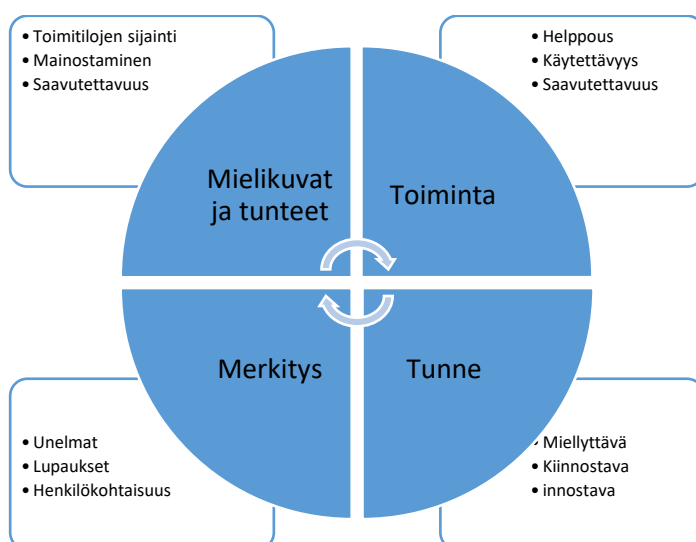 • Toimitilojen sijainti
• Mainostaminen
• Saavutettavuus
• Helppous
• Käytettävyys
• Saavutettavuus
Mielikuvat
ja tunteet
Toiminta
Merkitys
Tunne
• Unelmat
• Lupaukset
• Henkilökohtaisuus
• Miellyttävä
• Kiinnostava
• innostava